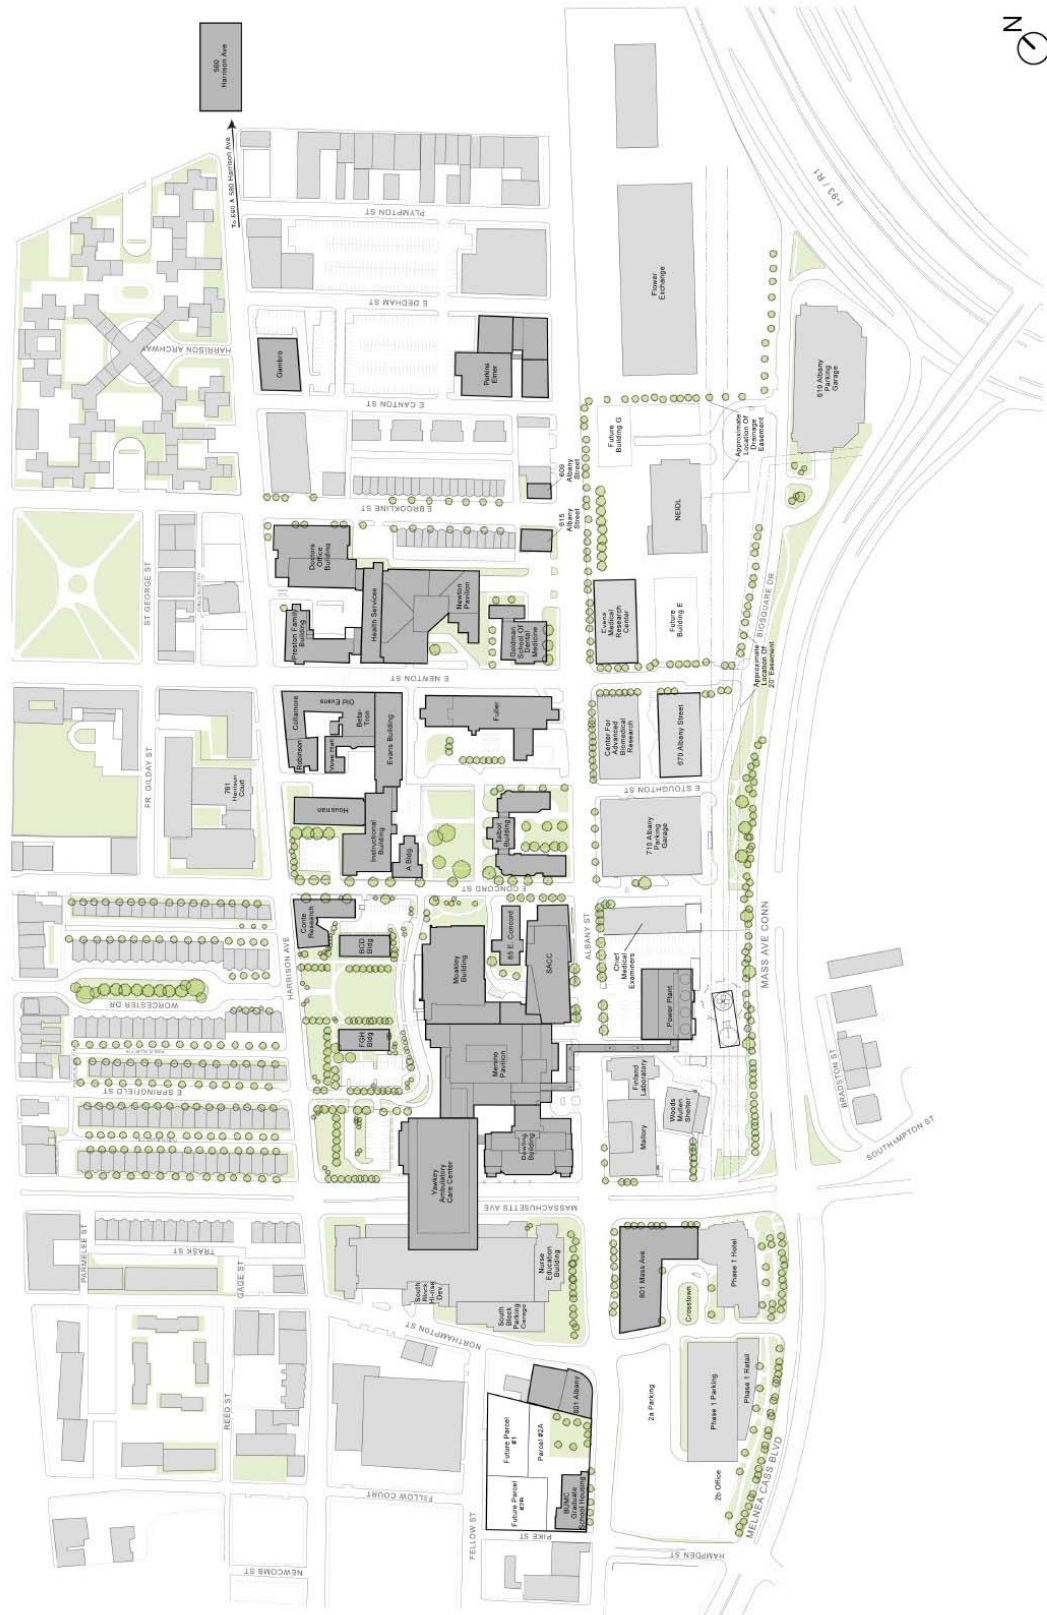 N
580
Harrison Ave
To 560 & 580 Harrison Ave
PLYMPTON ST
I-93 / R1
E DEDHAM ST
HARRISON ARCHWAY
Flower
Exchange
Gambro
Perkins
Elmer
610 Albany
Parking
Garage
E CANTON ST
Future
Building G
Approximate
Location Of
Drainage
Easement
609
Albany
Street
E BROOKLINE ST
615
Albany
Street
NEIDL
ST GEORGE ST
Doctors
Office
Building
Health Services
Newton
Pavilion
Preston Family
Building
Goldman
School Of
Dental
Medicine
Evans
Medical
Research
Center
Future
Building E
BIOSQUARE DR
E NEWTON ST
Approximate
Location Of
20' Easement
Collamore
Old Evans
Robinson
Beta-
Tron
Evans Building
Fuller
Center For
Advanced
Biomedical
Research
670 Albany Street
FR. GILDAY ST
761
Harrison
Court
E STOUGHTON ST
Housman
Instructional
Building
A Bldg.
Talbot
Building
710 Albany
Parking
Garage
E CONCORD ST
Conte
Research
BCD
Bldg
HARRISON AVE
85 E. Concord
Moakley
Building
SACC
ALBANY ST
Chief
Medical
Examiners
MASS AVE CONN
WORCESTER DR
Power Plant
FGH
Bldg
Menino
Pavilion
Finland
Laboratory
Woods
Mullen
Shelter
BRADSTON ST
E SPRINGFIELD ST
Mallory
Dowling
Building
SOUTHAMPTON ST
Yawkey
Ambulatory
Care Center
MASSACHUSETTS AVE
PARMELEE ST
TRASK ST
GAGE ST
Nurse
Education
Building
801 Mass Ave
Phase 1 Hotel
South
Block
Hi-rise
Dev.
South
Block
Parking
Garage
Crosstown
NORTHAMPTON ST
801 Albany
2a Parking
Phase 1 Parking
Phase 1 Retail
REED ST
Future Parcel
#1
Parcel #2A
Future Parcel
#2B
BUMC
Graduate
School Housing
2b Office
MELNEA CASS BLVD
FELLOW COURT
FELLOW ST
PIKE ST
HAMPDEN ST
NEWCOMB ST